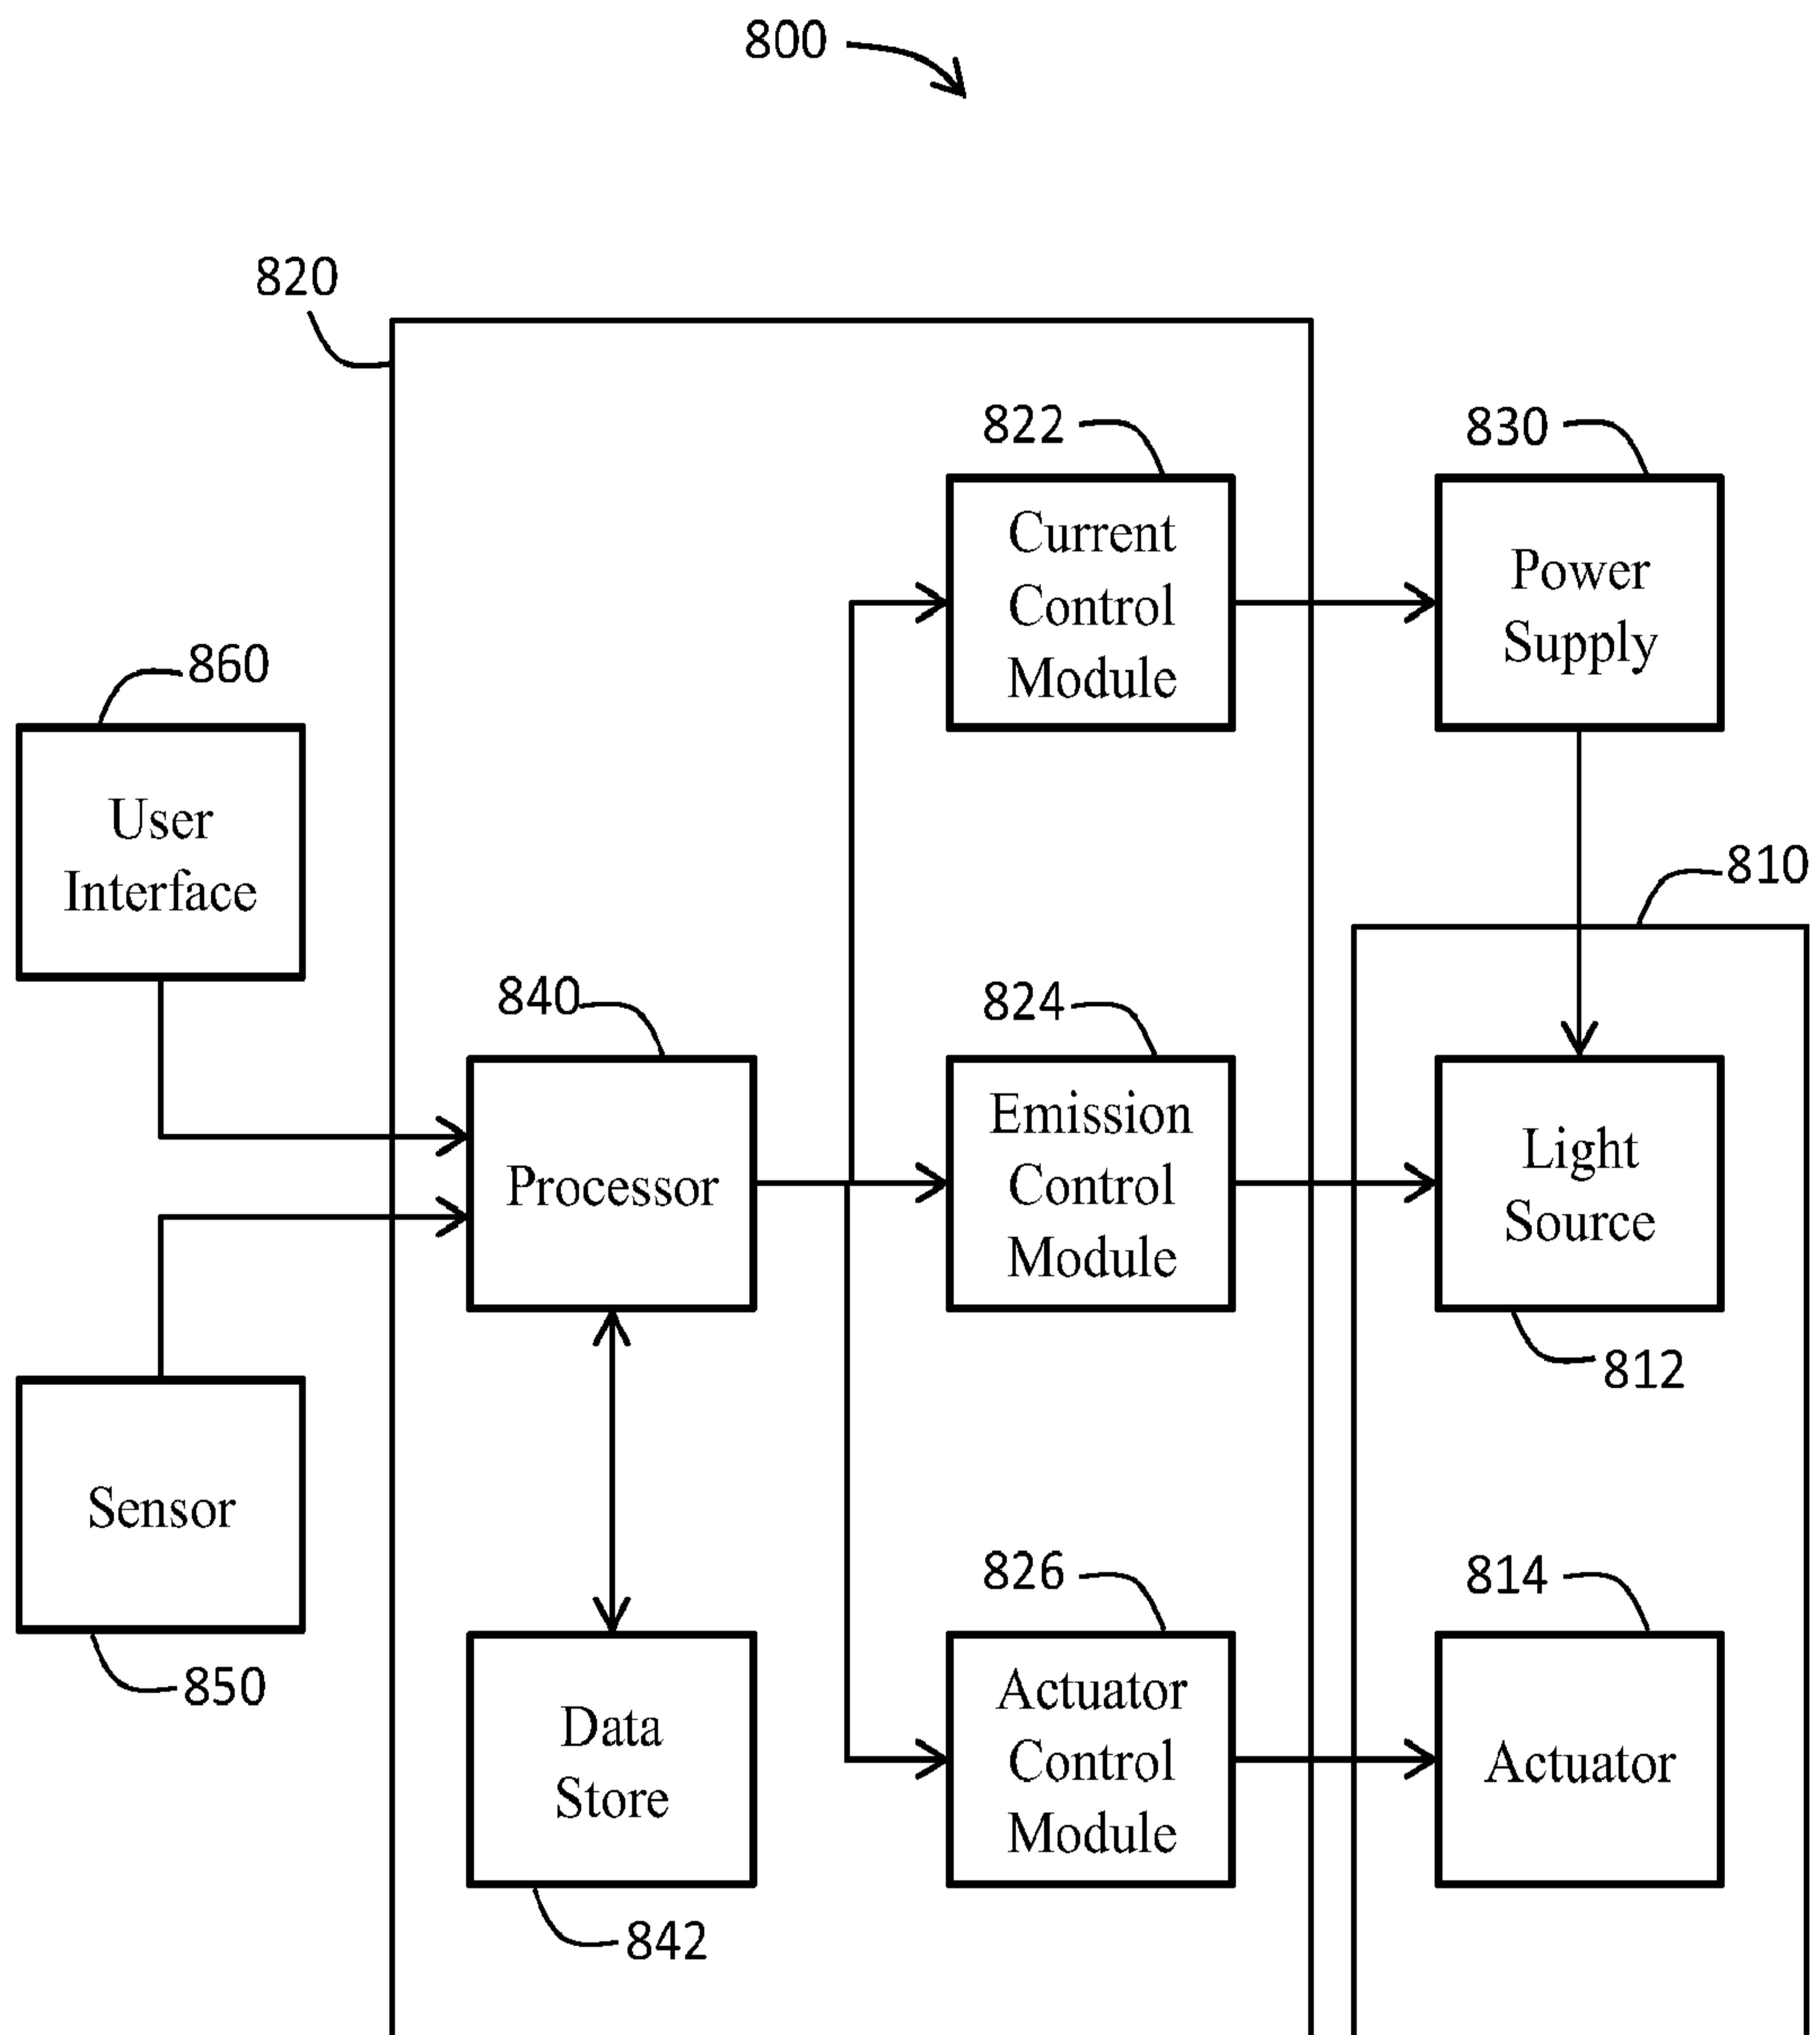 800
820
822
830
Current
Control
Module
Power
Supply
860
User
Interface
810
840
824
Processor
Emission
Control
Module
Light
Source
812
Sensor
850
826
814
Data
Store
842
Actuator
Control
Module
Actuator